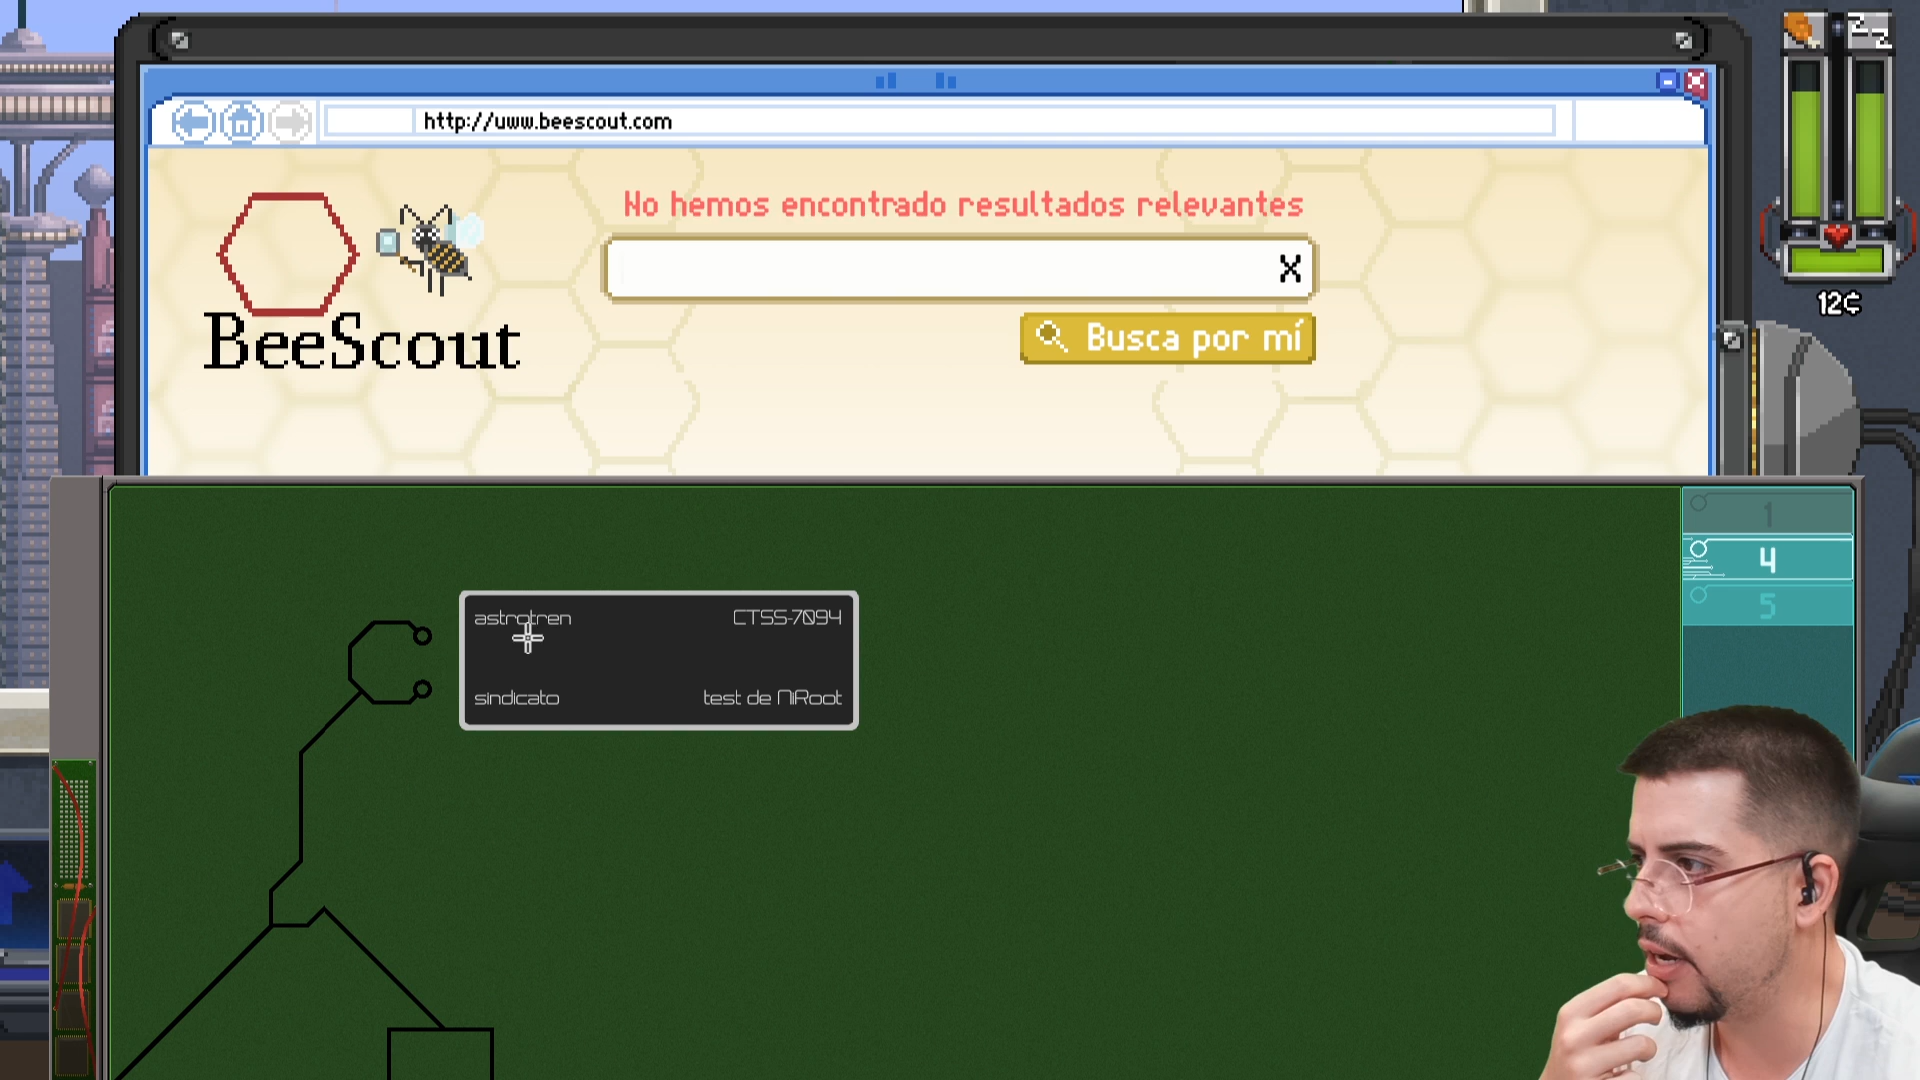 http://uww.beescout.com
No hemos encontrado resultados relevantes
X
BeeScout
Busca por mí
12¢
1
4
5
astrotren
CTSS-7094
sindicato
test de NiRoot